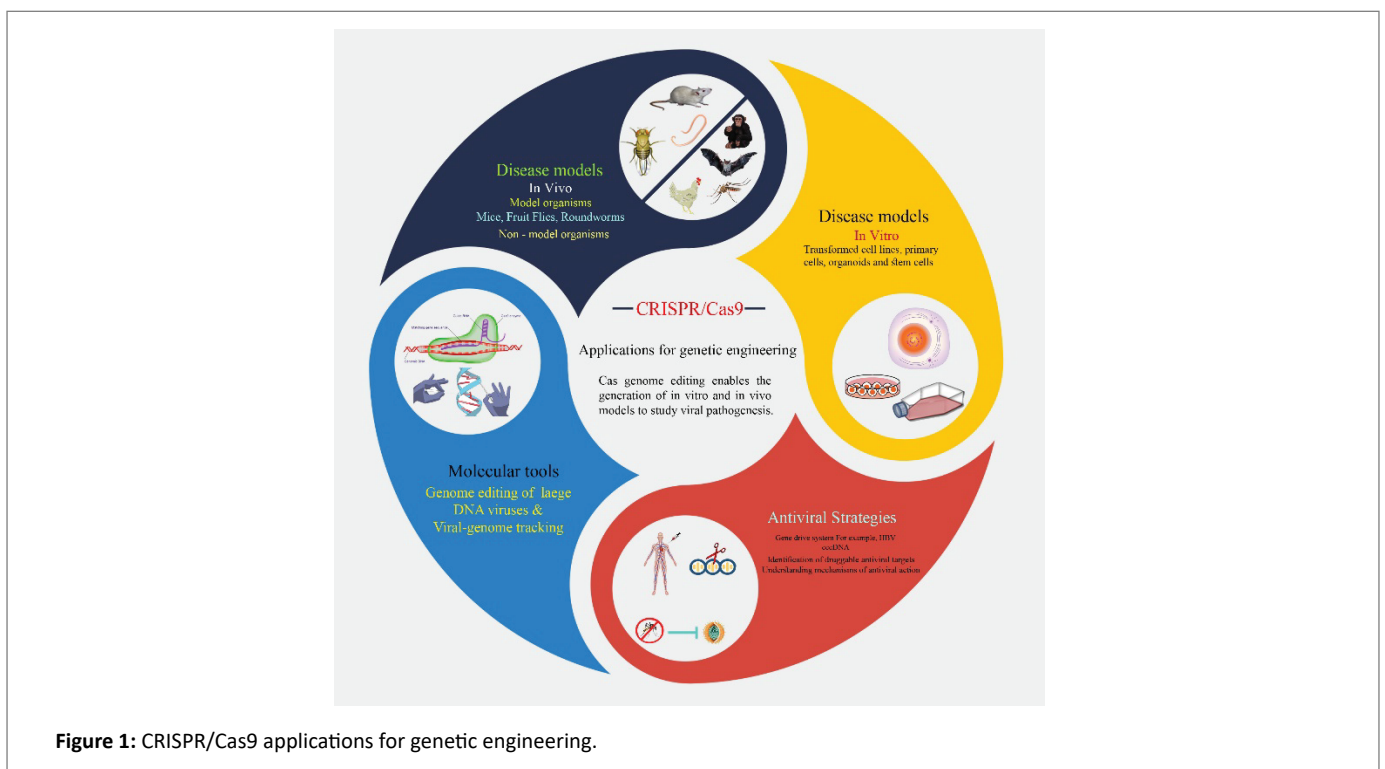 Disease models
In Vivo
Model organisms
Mice, Fruit Flies, Roundworms
Non - model organisms
Disease models
In Vitro
Transformed cell lines, primary
cells, organoids and stem cells
CRISPR/Cas9
Applications for genetic engineering
Cas genome editing enables the
generation of in vitro and in vivo
models to study viral pathogenesis.
Molecular tools
Genome editing of laege
DNA viruses &
Viral-genome tracking
Antiviral Strategies
Gene drive system For example, HBV
cccDNA
Identification of druggable antiviral targets
Understanding mechanisms of antiviral action
Figure 1: CRISPR/Cas9 applications for genetic engineering.